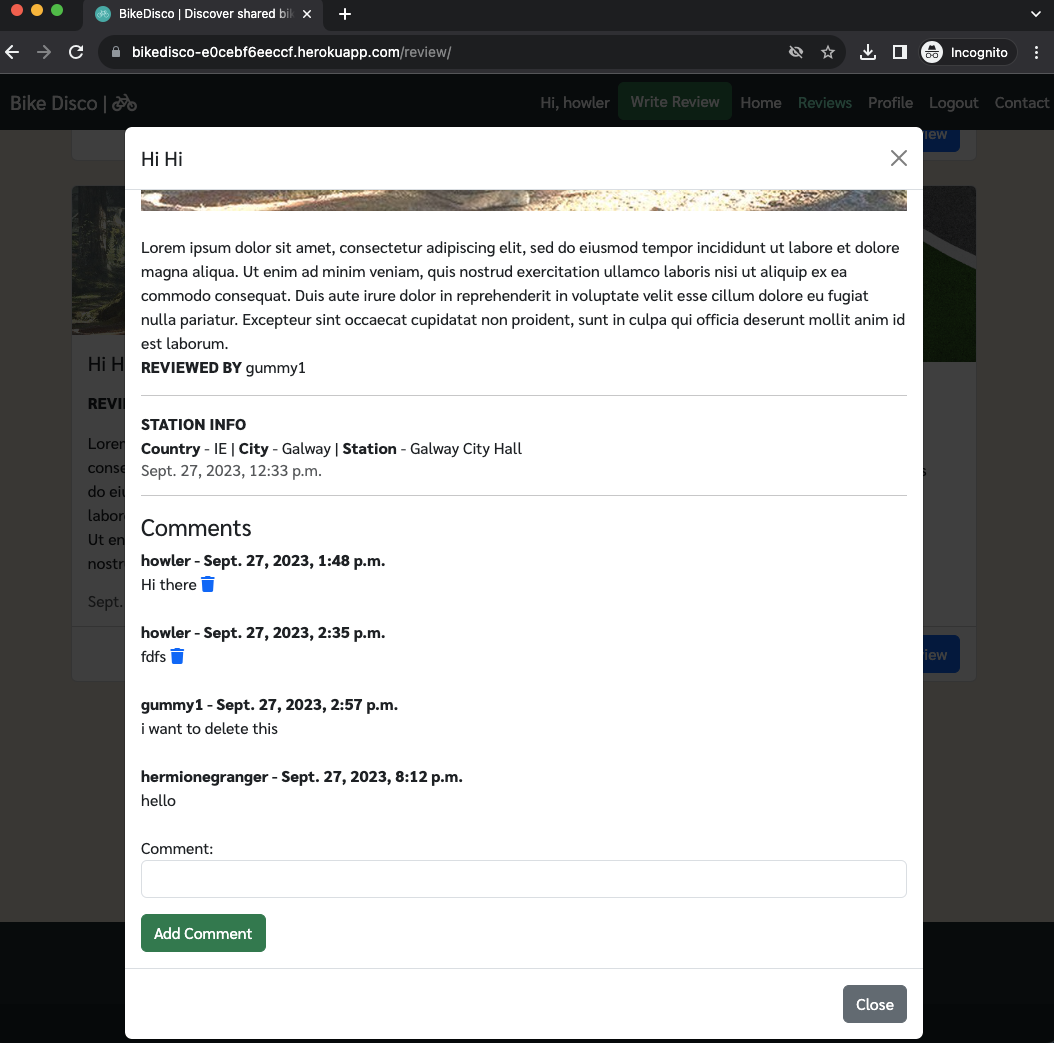 BikeDisco | Discover shared bi
bikedisco-e0cebf6eeccf.herokuapp.com/review/
Incognito
Bike Disco |
Hi, howler
Write Review
Home
Reviews
Profile
Logout
Contact
iew
Hi Hi
Lorem ipsum dolor sit amet, consectetur adipiscing elit, sed do eiusmod tempor incididunt ut labore et dolore
magna aliqua. Ut enim ad minim veniam, quis nostrud exercitation ullamco laboris nisi ut aliquip ex ea
commodo consequat. Duis aute irure dolor in reprehenderit in voluptate velit esse cillum dolore eu fugiat
nulla pariatur. Excepteur sint occaecat cupidatat non proident, sunt in culpa qui officia deserunt mollit anim id
est laborum.
REVIEWED BY gummy1
STATION INFO
Country - IE | City - Galway | Station - Galway City Hall
Sept. 27, 2023, 12:33 p.m.
Comments
howler - Sept. 27, 2023, 1:48 p.m.
Hi there
howler - Sept. 27, 2023, 2:35 p.m.
fdfs
gummy1 - Sept. 27, 2023, 2:57 p.m.
i want to delete this
hermionegranger - Sept. 27, 2023, 8:12 p.m.
hello
Comment:
Add Comment
Close
Hi H
REVI
Lorer
conse
do eiu
labor
Ut en
nostr
Sept.
s
iew